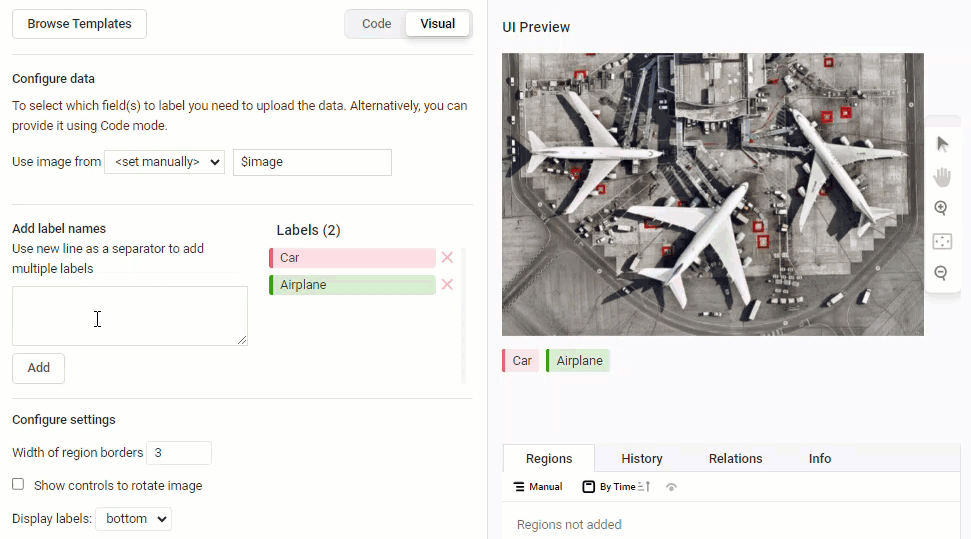 Browse Templates
Code
Visual
Configure data
To select which field(s) to label you need to upload the data. Alternatively, you can
provide it using Code mode.
Use image from
<set manually>
$image
Add label names
Use new line as a separator to add
multiple labels
Add
Labels (2)
Car
Airplane
Configure settings
Width of region borders
3
Show controls to rotate image
Display labels:
bottom
UI Preview
Car
Airplane
Regions
History
Relations
Info
Manual
By Time
Regions not added